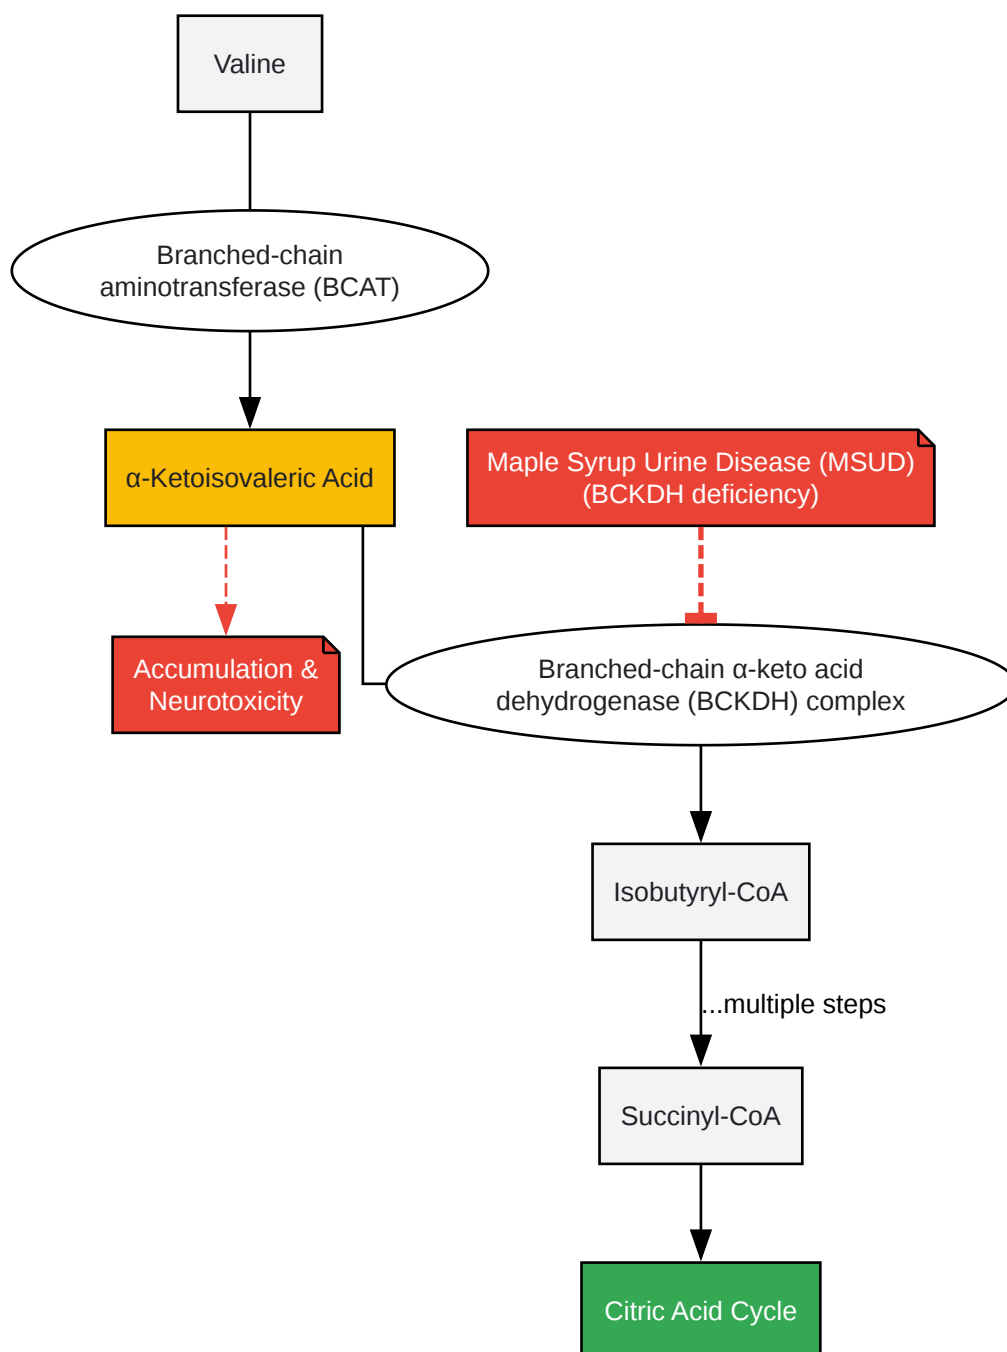 Valine
Branched-chain
aminotransferase (BCAT)
α-Ketoisovaleric Acid
Maple Syrup Urine Disease (MSUD)
(BCKDH deficiency)
Accumulation &
Neurotoxicity
Branched-chain α-keto acid
dehydrogenase (BCKDH) complex
Isobutyryl-CoA
...multiple steps
Succinyl-CoA
Citric Acid Cycle